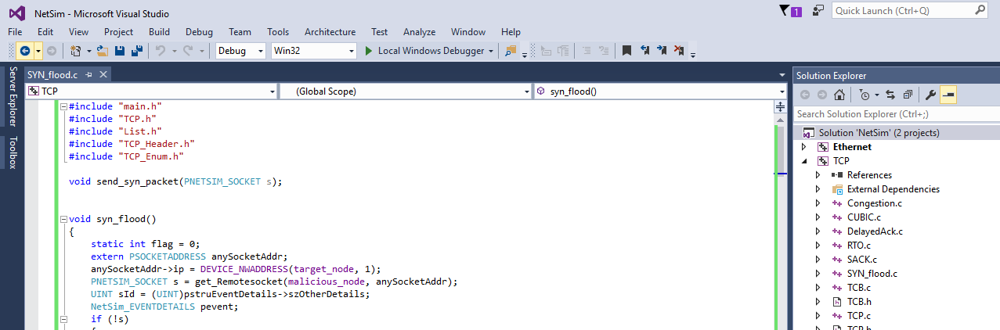 NetSim - Microsoft Visual Studio
1
Quick Launch (Ctrl+Q)
File Edit View Project Build Debug Team Tools Architecture Test Analyze Window Help
Debug Win32 Local Windows Debugger
Server Explorer
Toolbox
SYN_flood.c
TCP (Global Scope) syn_flood()
#include "main.h"
#include "TCP.h"
#include "List.h"
#include "TCP_Header.h"
#include "TCP_Enum.h"
void send_syn_packet(PNETSIM_SOCKET s);
void syn_flood()
{
static int flag = 0;
extern PSOCKETADDRESS anySocketAddr;
anySocketAddr->ip = DEVICE_NWADDRESS(target_node, 1);
PNETSIM_SOCKET s = get_Remotesocket(malicious_node, anySocketAddr);
UINT sId = (UINT)pstruEventDetails->szOtherDetails;
NetSim_EVENTDETAILS pevent;
if (!s)
Solution Explorer
Search Solution Explorer (Ctrl+;)
Solution 'NetSim' (2 projects)
Ethernet
TCP
References
External Dependencies
Congestion.c
CUBIC.c
DelayedAck.c
RTO.c
SACK.c
SYN_flood.c
TCB.c
TCB.h
TCP.c